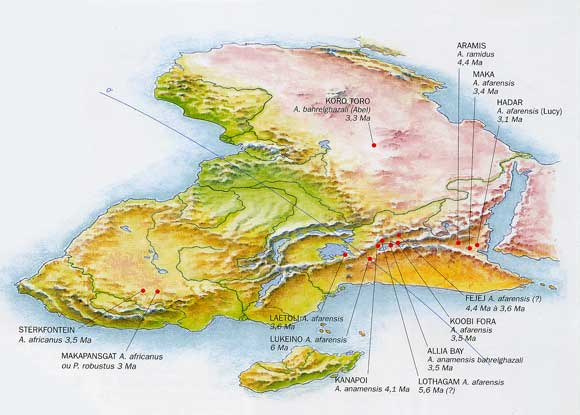 ARAMIS
A. ramidus
4,4 Ma
MAKA
A. afarensis
3,4 Ma
HADAR
A. afarensis (Lucy)
3,1 Ma
KORO TORO
A. bahrelghazali (Abel)
3,3 Ma
STERKFONTEIN
A. africanus 3,5 Ma
MAKAPANSGAT A. africanus
ou P. robustus 3 Ma
LAETOLI A. afarensis
3,6 Ma
LUKEINO A. afarensis
6 Ma
KANAPOI
A. anamensis 4,1 Ma
LOTHAGAM A. afarensis
5,6 Ma (?)
ALLIA BAY
A. anamensis bahrelghazali
3,5 Ma
KOOBI FORA
A. afarensis
3,5 Ma
FEJEJ A. afarensis (?)
4,4 Ma à 3,6 Ma